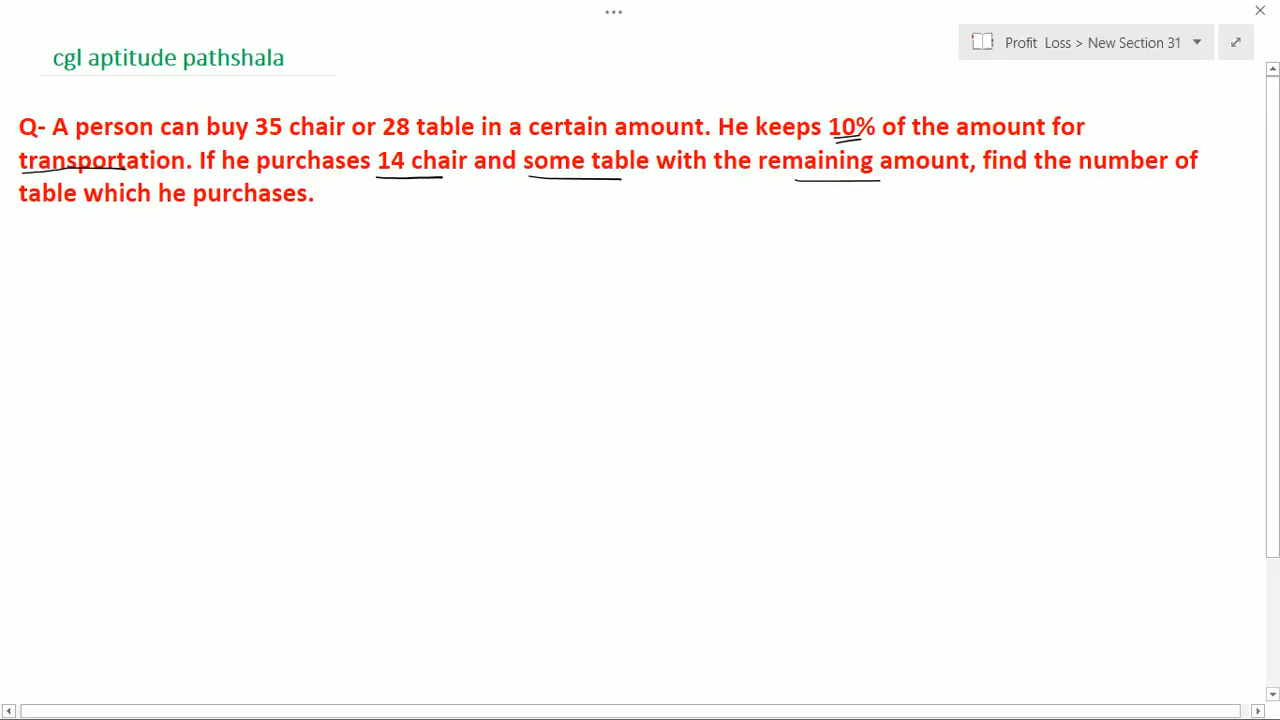 Profit Loss > New Section 31
cgl aptitude pathshala
Q- A person can buy 35 chair or 28 table in a certain amount. He keeps 10% of the amount for
transportation. If he purchases 14 chair and some table with the remaining amount, find the number of
table which he purchases.